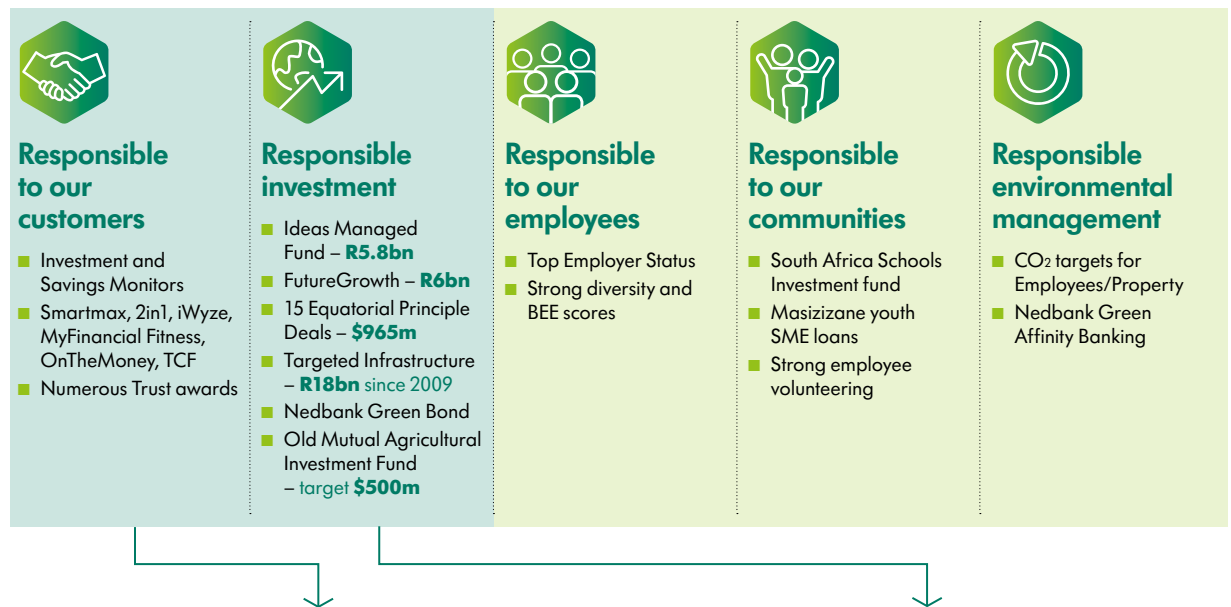 Responsible
to our
customers
Investment and
Savings Monitors
Smartmax, 2in1, iWyze,
MyFinancial Fitness,
OnTheMoney, TCF
Numerous Trust awards
Responsible
investment
Ideas Managed
Fund – R5.8bn
FutureGrowth – R6bn
15 Equatorial Principle
Deals – $965m
Targeted Infrastructure
– R18bn since 2009
Nedbank Green Bond
Old Mutual Agricultural
Investment Fund
– target $500m
Responsible
to our
employees
Top Employer Status
Strong diversity and
BEE scores
Responsible
to our
communities
South Africa Schools
Investment fund
Masizizane youth
SME loans
Strong employee
volunteering
Responsible
environmental
management
CO2 targets for
Employees/Property
Nedbank Green
Affinity Banking